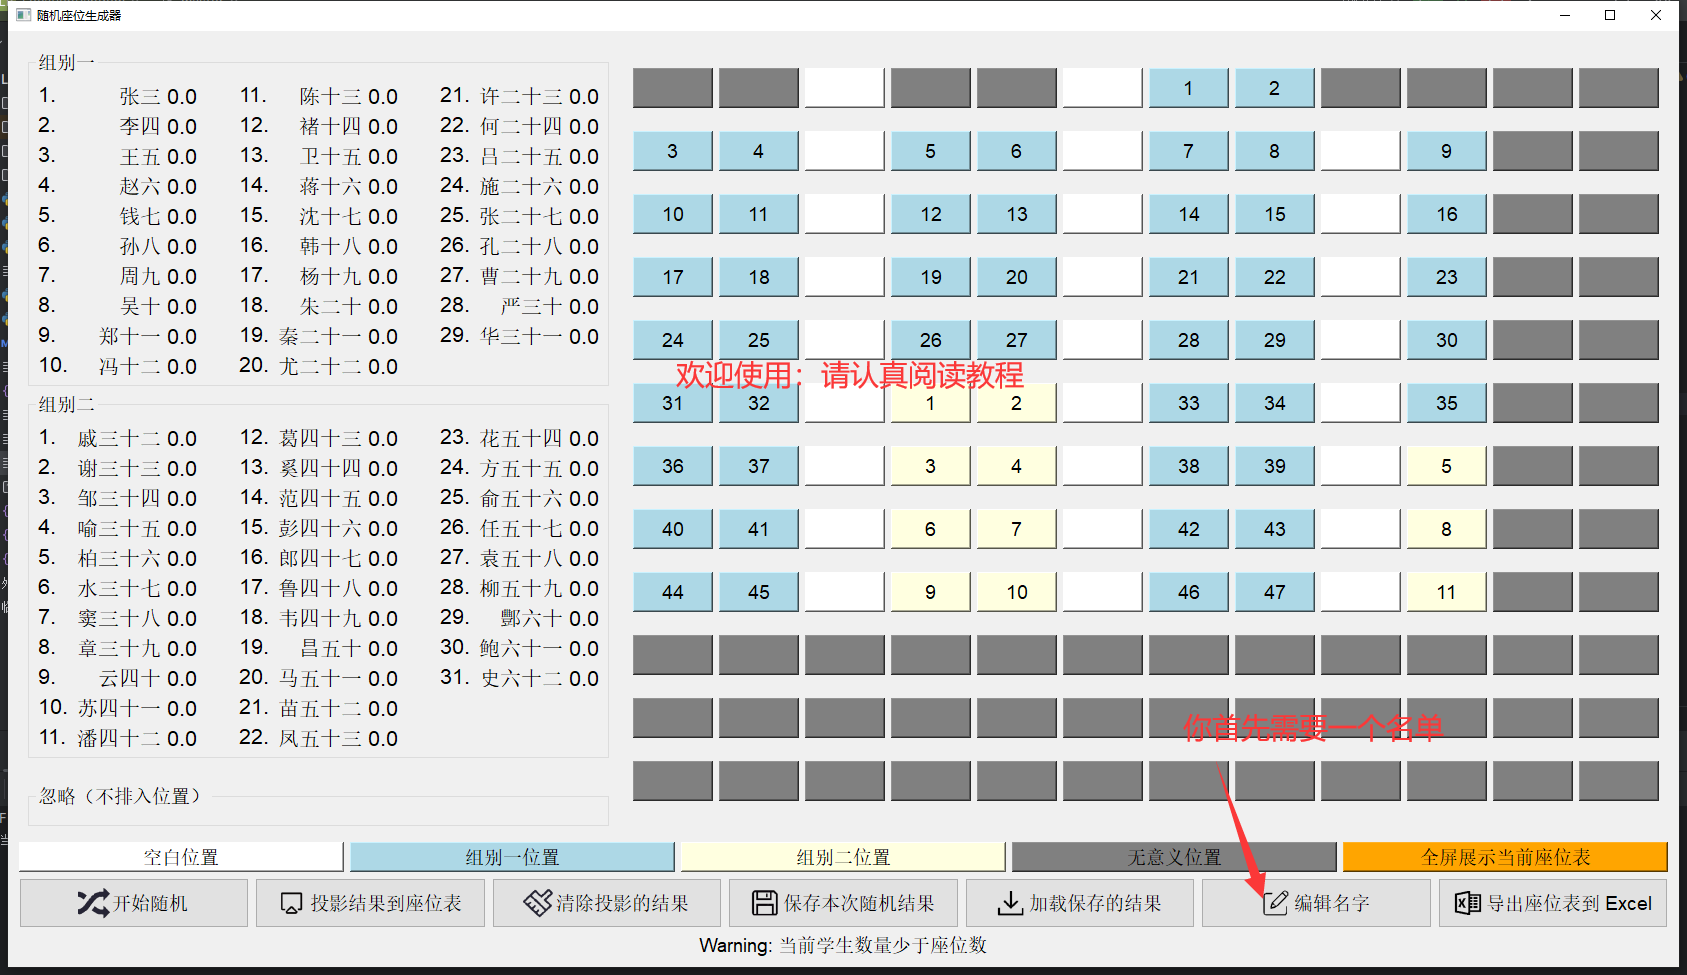 随机座位生成器
组别一
1. 张三 0.0 11. 陈十三 0.0 21. 许二十三 0.0
2. 李四 0.0 12. 褚十四 0.0 22. 何二十四 0.0
3. 王五 0.0 13. 卫十五 0.0 23. 吕二十五 0.0
4. 赵六 0.0 14. 蒋十六 0.0 24. 施二十六 0.0
5. 钱七 0.0 15. 沈十七 0.0 25. 张二十七 0.0
6. 孙八 0.0 16. 韩十八 0.0 26. 孔二十八 0.0
7. 周九 0.0 17. 杨十九 0.0 27. 曹二十九 0.0
8. 吴十 0.0 18. 朱二十 0.0 28. 严三十 0.0
9. 郑十一 0.0 19. 秦二十一 0.0 29. 华三十一 0.0
10. 冯十二 0.0 20. 尤二十二 0.0
组别二
1. 戚三十二 0.0 12. 葛四十三 0.0 23. 花五十四 0.0
2. 谢三十三 0.0 13. 奚四十四 0.0 24. 方五十五 0.0
3. 邹三十四 0.0 14. 范四十五 0.0 25. 俞五十六 0.0
4. 喻三十五 0.0 15. 彭四十六 0.0 26. 任五十七 0.0
5. 柏三十六 0.0 16. 郎四十七 0.0 27. 袁五十八 0.0
6. 水三十七 0.0 17. 鲁四十八 0.0 28. 柳五十九 0.0
7. 窦三十八 0.0 18. 韦四十九 0.0 29. 酆六十 0.0
8. 章三十九 0.0 19. 昌五十 0.0 30. 鲍六十一 0.0
9. 云四十 0.0 20. 马五十一 0.0 31. 史六十二 0.0
10. 苏四十一 0.0 21. 苗五十二 0.0
11. 潘四十二 0.0 22. 凤五十三 0.0
忽略（不排入位置）
1 2
3 4 5 6 7 8 9
10 11 12 13 14 15 16
17 18 19 20 21 22 23
24 25 26 27 28 29 30
欢迎使用：请认真阅读教程
31 32 1 2 33 34 35
36 37 3 4 38 39 5
40 41 6 7 42 43 8
44 45 9 10 46 47 11
你首先需要一个名单
空白位置 组别一位置 组别二位置 无意义位置 全屏展示当前座位表
开始随机 投影结果到座位表 清除投影的结果 保存本次随机结果 加载保存的结果 编辑名字 导出座位表到 Excel
Warning: 当前学生数量少于座位数